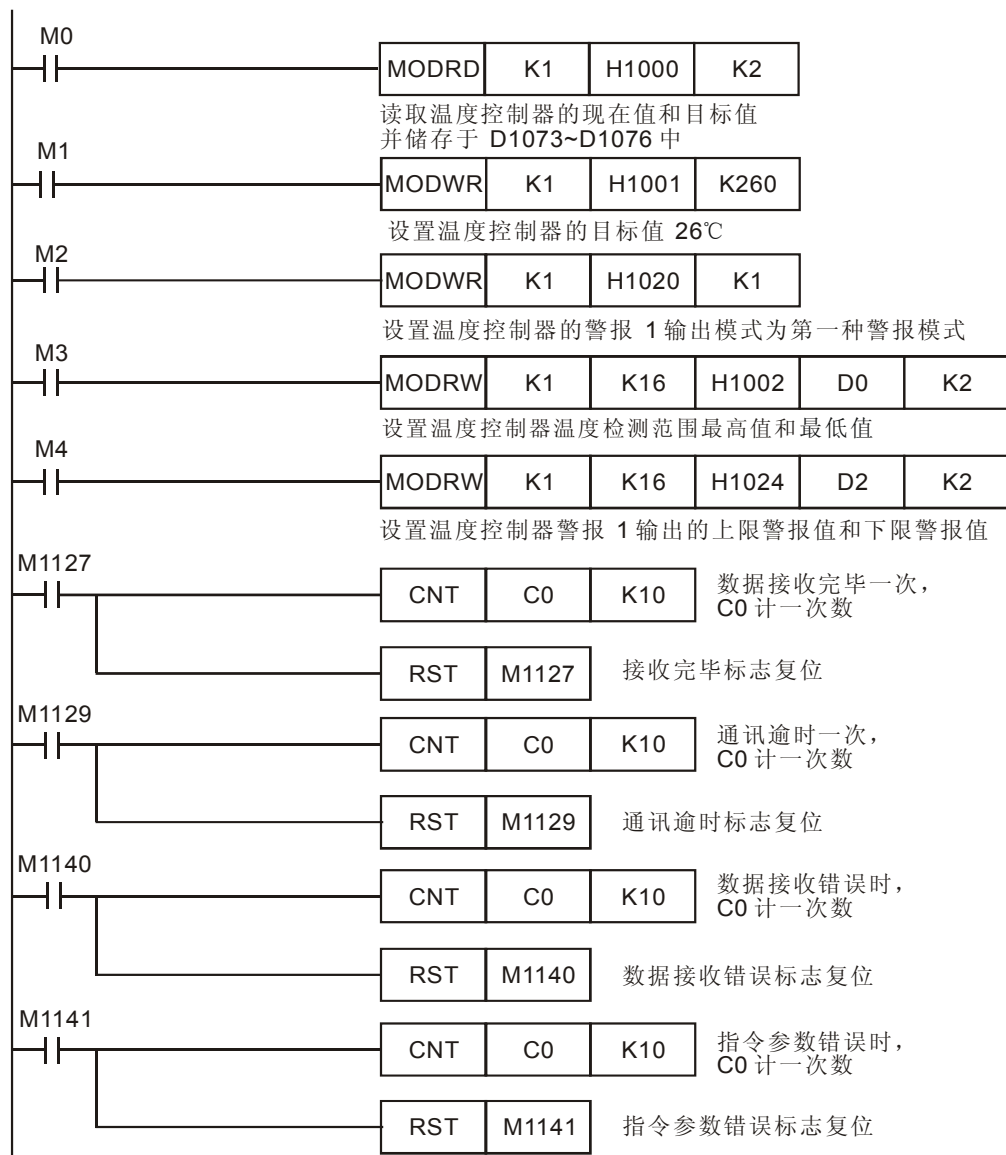 M0
MODRD K1 H1000 K2
读取温度控制器的现在值和目标值
并储存于 D1073~D1076 中
M1
MODWR K1 H1001 K260
设置温度控制器的目标值 26℃
M2
MODWR K1 H1020 K1
设置温度控制器的警报 1 输出模式为第一种警报模式
M3
MODRW K1 K16 H1002 D0 K2
设置温度控制器温度检测范围最高值和最低值
M4
MODRW K1 K16 H1024 D2 K2
设置温度控制器警报 1 输出的上限警报值和下限警报值
M1127
CNT C0 K10
数据接收完毕一次，
C0 计一次数
RST M1127
接收完毕标志复位
M1129
CNT C0 K10
通讯逾时一次，
C0 计一次数
RST M1129
通讯逾时标志复位
M1140
CNT C0 K10
数据接收错误时，
C0 计一次数
RST M1140
数据接收错误标志复位
M1141
CNT C0 K10
指令参数错误时，
C0 计一次数
RST M1141
指令参数错误标志复位